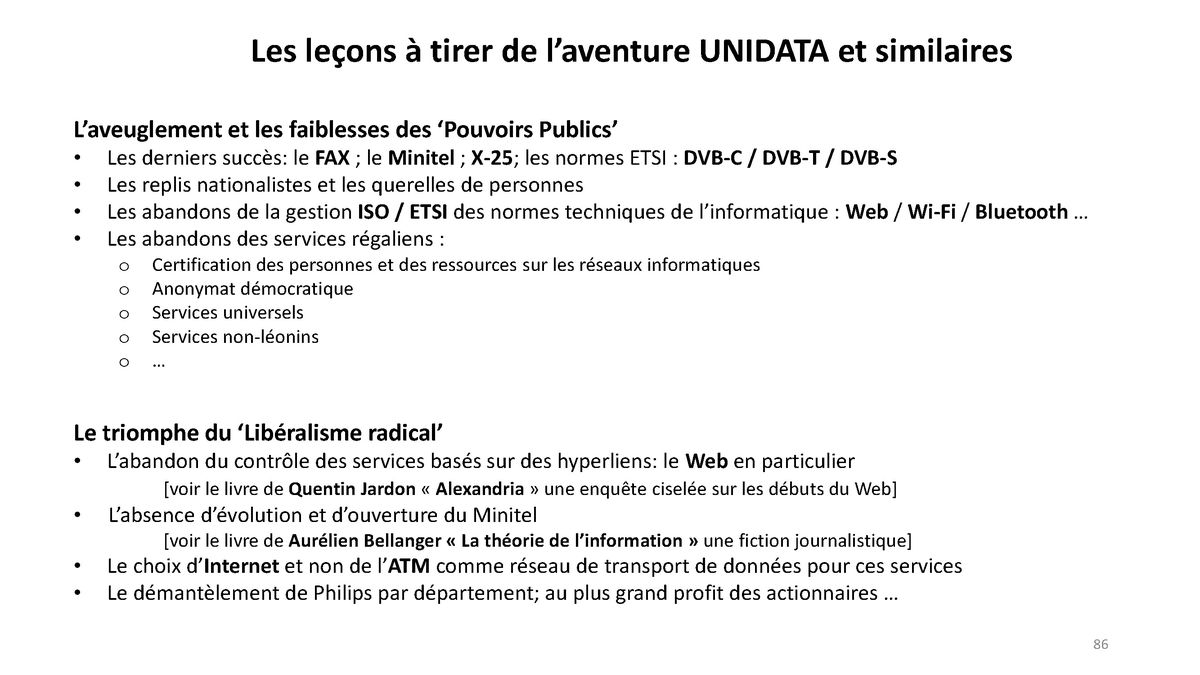 Les leçons à tirer de l’aventure UNIDATA et similaires
L’aveuglement et les faiblesses des ‘Pouvoirs Publics’
• Les derniers succès: le FAX ; le Minitel ; X-25; les normes ETSI : DVB-C / DVB-T / DVB-S
• Les replis nationalistes et les querelles de personnes
• Les abandons de la gestion ISO / ETSI des normes techniques de l’informatique : Web / Wi-Fi / Bluetooth …
• Les abandons des services régaliens :
o Certification des personnes et des ressources sur les réseaux informatiques
o Anonymat démocratique
o Services universels
o Services non-léonins
o …
Le triomphe du ‘Libéralisme radical’
• L’abandon du contrôle des services basés sur des hyperliens: le Web en particulier
[voir le livre de Quentin Jardon « Alexandria » une enquête ciselée sur les débuts du Web]
• L’absence d’évolution et d’ouverture du Minitel
[voir le livre de Aurélien Bellanger « La théorie de l’information » une fiction journalistique]
• Le choix d’Internet et non de l’ATM comme réseau de transport de données pour ces services
• Le démantèlement de Philips par département; au plus grand profit des actionnaires …
86